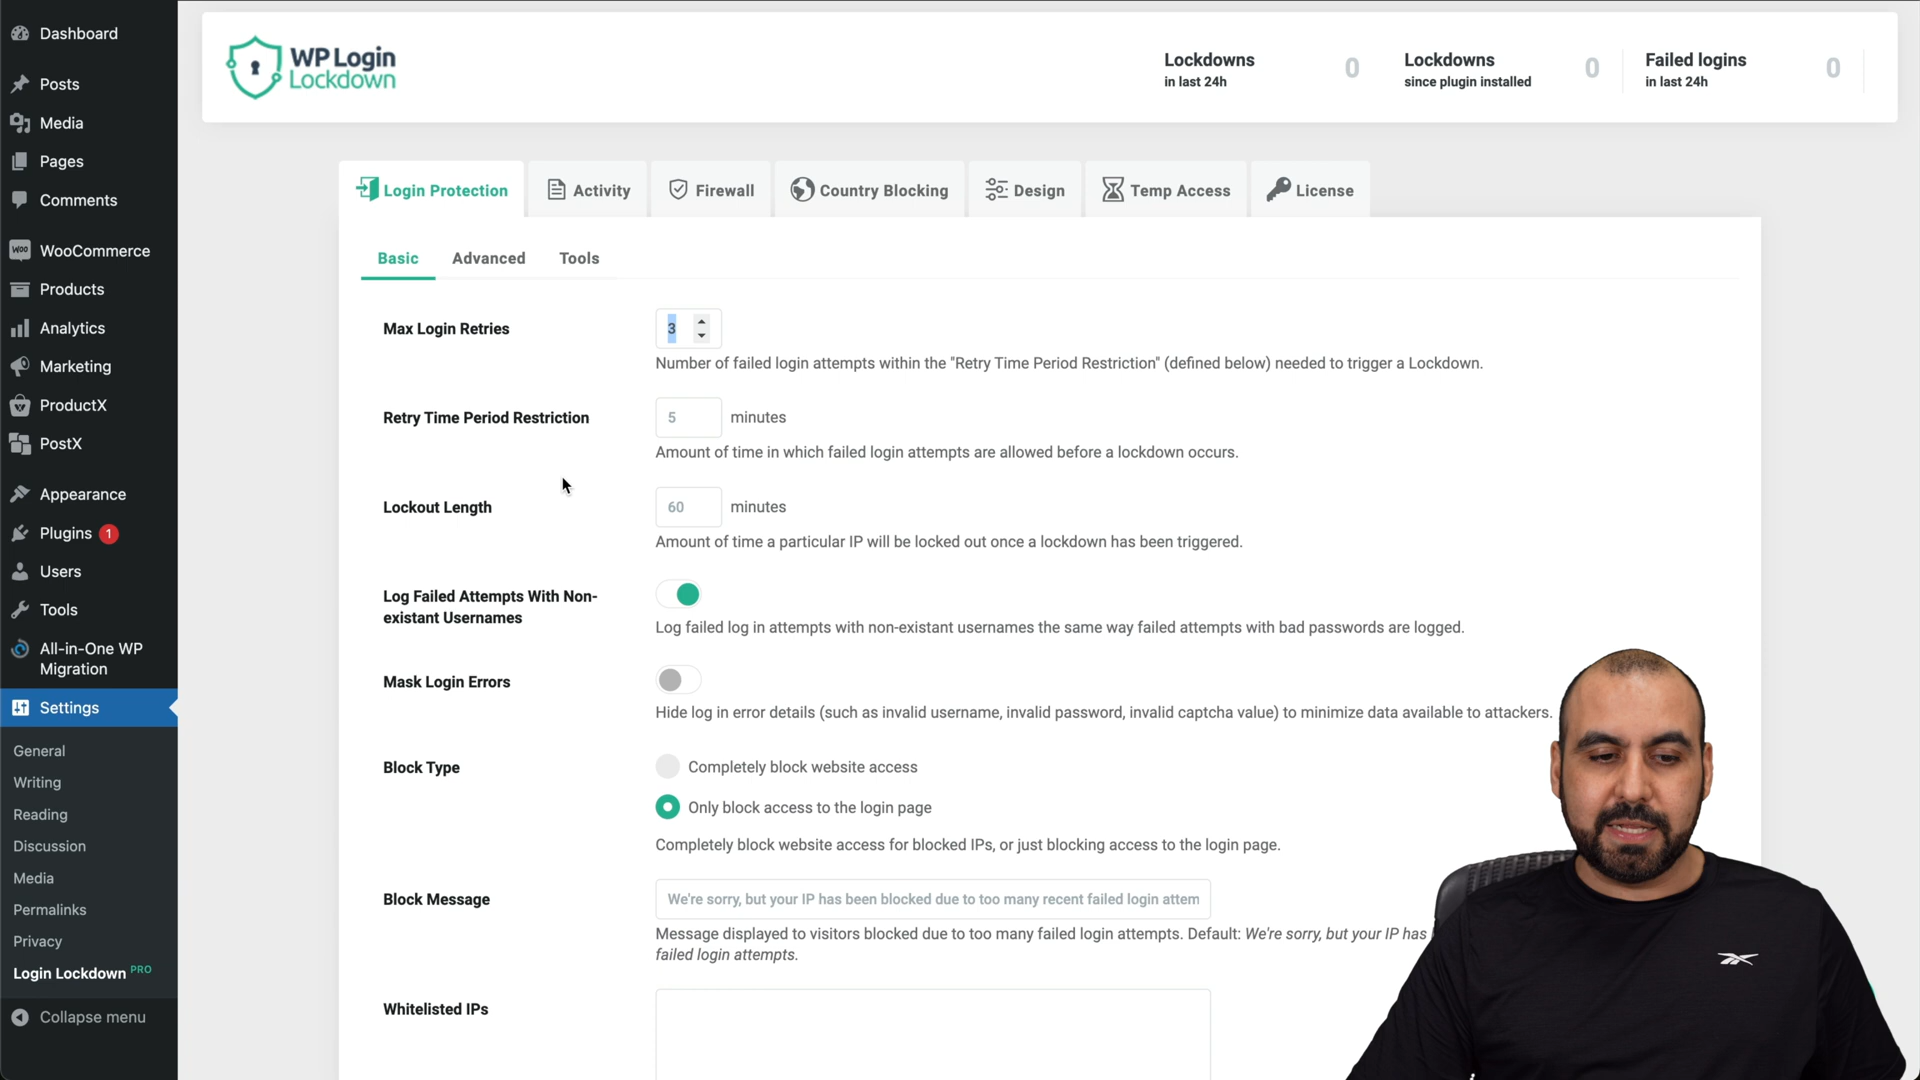 Dashboard
Posts
Media
Pages
Comments
WooCommerce
Products
Analytics
Marketing
ProductX
PostX
Appearance
Plugins 1
Users
Tools
All-in-One WP
Migration
Settings
General
Writing
Reading
Discussion
Media
Permalinks
Privacy
Login Lockdown PRO
Collapse menu
WP Login
Lockdown
Lockdowns
in last 24h
0
Lockdowns
since plugin installed
0
Failed logins
in last 24h
0
Login Protection
Activity
Firewall
Country Blocking
Design
Temp Access
License
Basic
Advanced
Tools
Max Login Retries
3
Number of failed login attempts within the "Retry Time Period Restriction" (defined below) needed to trigger a Lockdown.
Retry Time Period Restriction
5 minutes
Amount of time in which failed login attempts are allowed before a lockdown occurs.
Lockout Length
60 minutes
Amount of time a particular IP will be locked out once a lockdown has been triggered.
Log Failed Attempts With Non-
existant Usernames
Log failed log in attempts with non-existant usernames the same way failed attempts with bad passwords are logged.
Mask Login Errors
Hide log in error details (such as invalid username, invalid password, invalid captcha value) to minimize data available to attackers.
Block Type
Completely block website access
Only block access to the login page
Completely block website access for blocked IPs, or just blocking access to the login page.
Block Message
We're sorry, but your IP has been blocked due to too many recent failed login attem
Message displayed to visitors blocked due to too many failed login attempts. Default: We're sorry, but your IP has
failed login attempts.
Whitelisted IPs